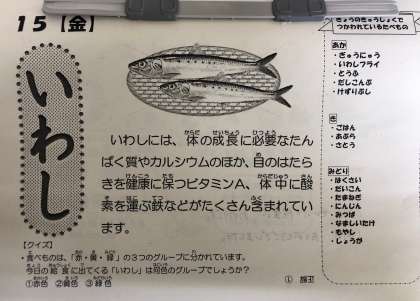 15【金】
いわし
いわしには、体の成長に必要なたん
ぱく質やカルシウムのほか、目のはたら
きを健康に保つビタミンA、体中に酸
素を運ぶ鉄などがたくさん含まれてい
ます。
【クイズ】
・食べものは、「赤・黄・緑」の3つのグループに分かれています。
今日の給食に出てくる「いわし」は何色のグループでしょうか?
①赤色 ②黄色 ③緑色
きょうのきゅうしょくで
つかわれているたべもの
あか
・ぎゅうにゅう
・いわしフライ
・とうふ
・だしこんぶ
・けずりぶし
き
・ごはん
・あぶら
・さとう
みどり
・はくさい
・だいこん
・たまねぎ
・にんじん
・みつば
・なましいたけ
・もやし
・しょうが